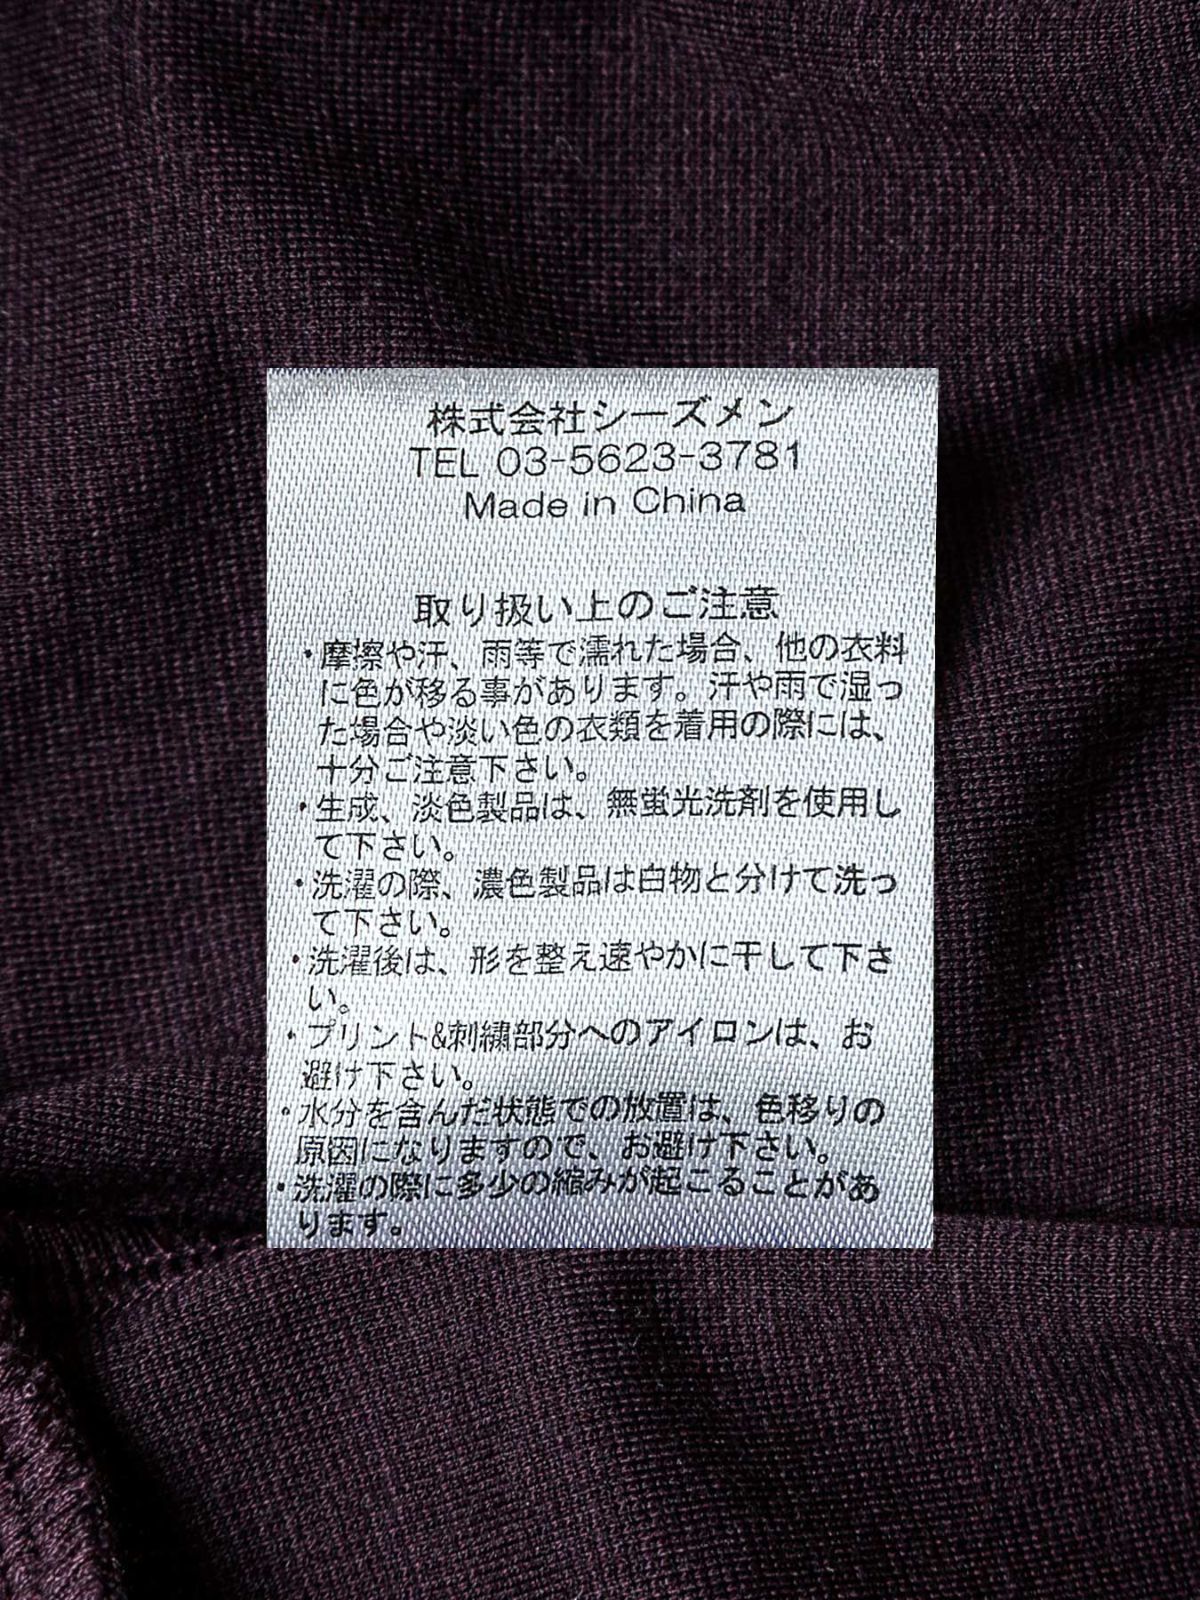 株式会社シーズメン
TEL 03-5623-3781
Made in China
取り扱い上のご注意
・摩擦や汗、雨等で濡れた場合、他の衣料
に色が移る事があります。汗や雨で湿っ
た場合や淡い色の衣類を着用の際には、
十分ご注意下さい。
・生成、淡色製品は、無蛍光洗剤を使用し
て下さい。
・洗濯の際、濃色製品は白物と分けて洗っ
て下さい。
・洗濯後は、形を整え速やかに干して下さ
い。
・プリント&刺繍部分へのアイロンは、お
避け下さい。
・水分を含んだ状態での放置は、色移りの
原因になりますので、お避け下さい。
・洗濯の際に多少の縮みが起こることがあ
ります。